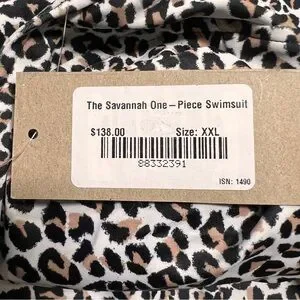 The Savannah One-Piece Swimsuit
$138.00 Size: XXL
88332391
ISN: 1490